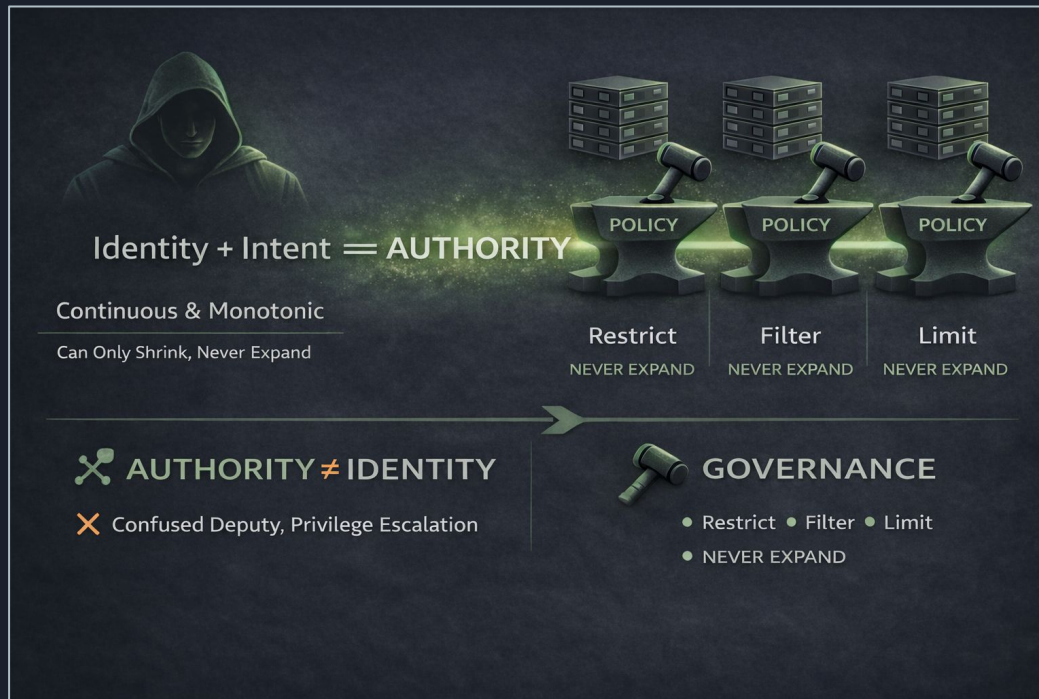 Identity + Intent = AUTHORITY
POLICY
POLICY
POLICY
Continuous & Monotonic
Can Only Shrink, Never Expand
Restrict
NEVER EXPAND
Filter
NEVER EXPAND
Limit
NEVER EXPAND
AUTHORITY ≠ IDENTITY
Confused Deputy, Privilege Escalation
GOVERNANCE
• Restrict • Filter • Limit
• NEVER EXPAND